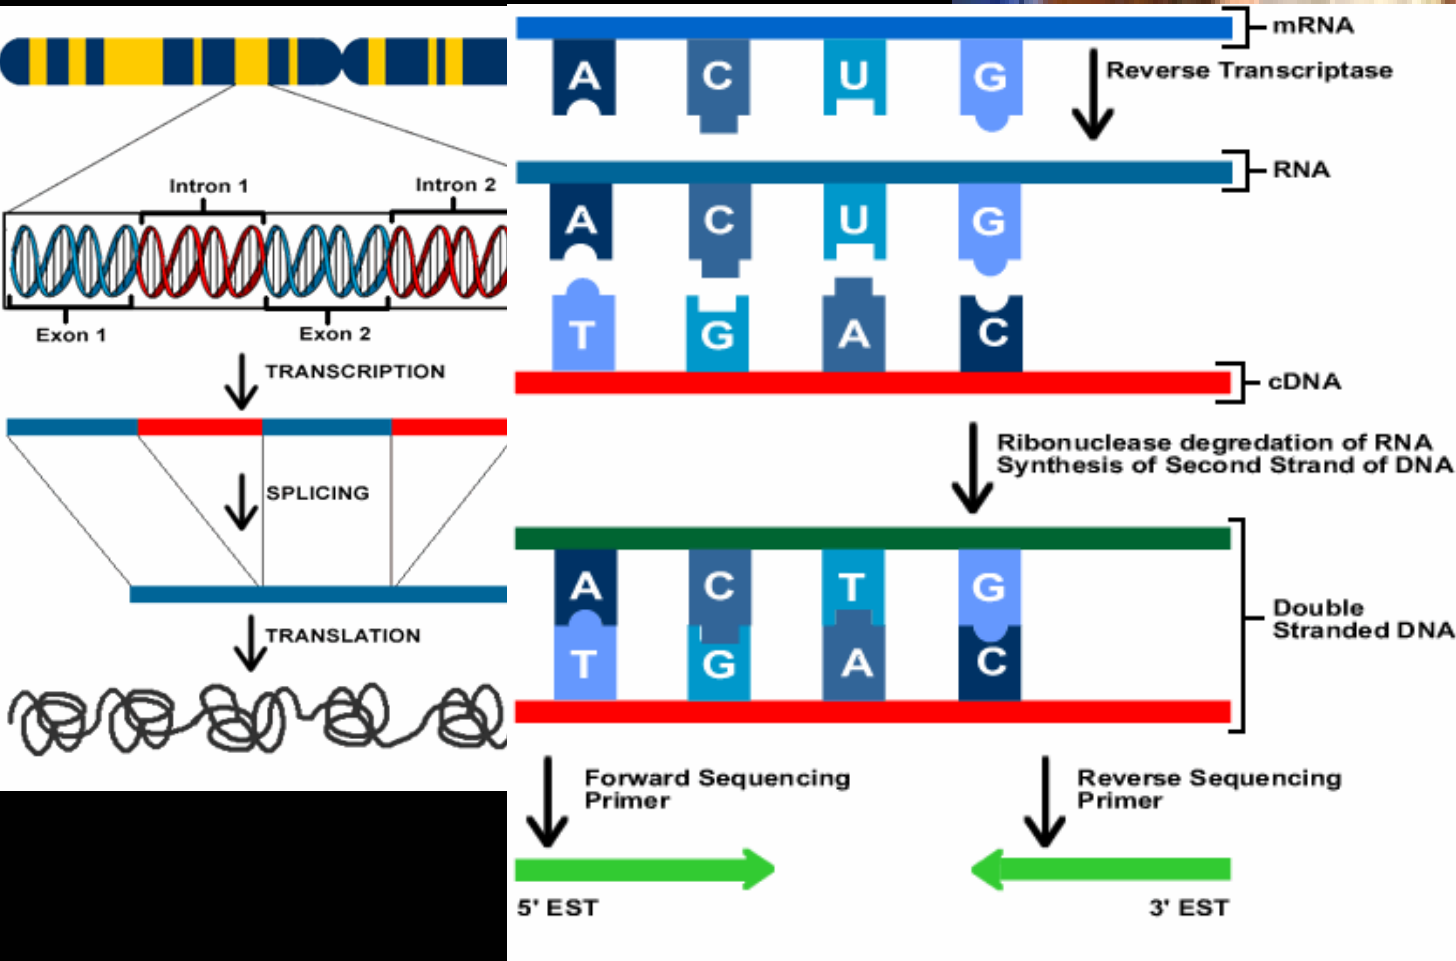 Intron 1
Intron 2
Exon 1
Exon 2
TRANSCRIPTION
SPLICING
TRANSLATION
mRNA
A C U G
Reverse Transcriptase
RNA
A C U G
T G A C
cDNA
Ribonuclease degredation of RNA
Synthesis of Second Strand of DNA
A C T G
T G A C
Double
Stranded DNA
Forward Sequencing
Primer
Reverse Sequencing
Primer
5' EST
3' EST